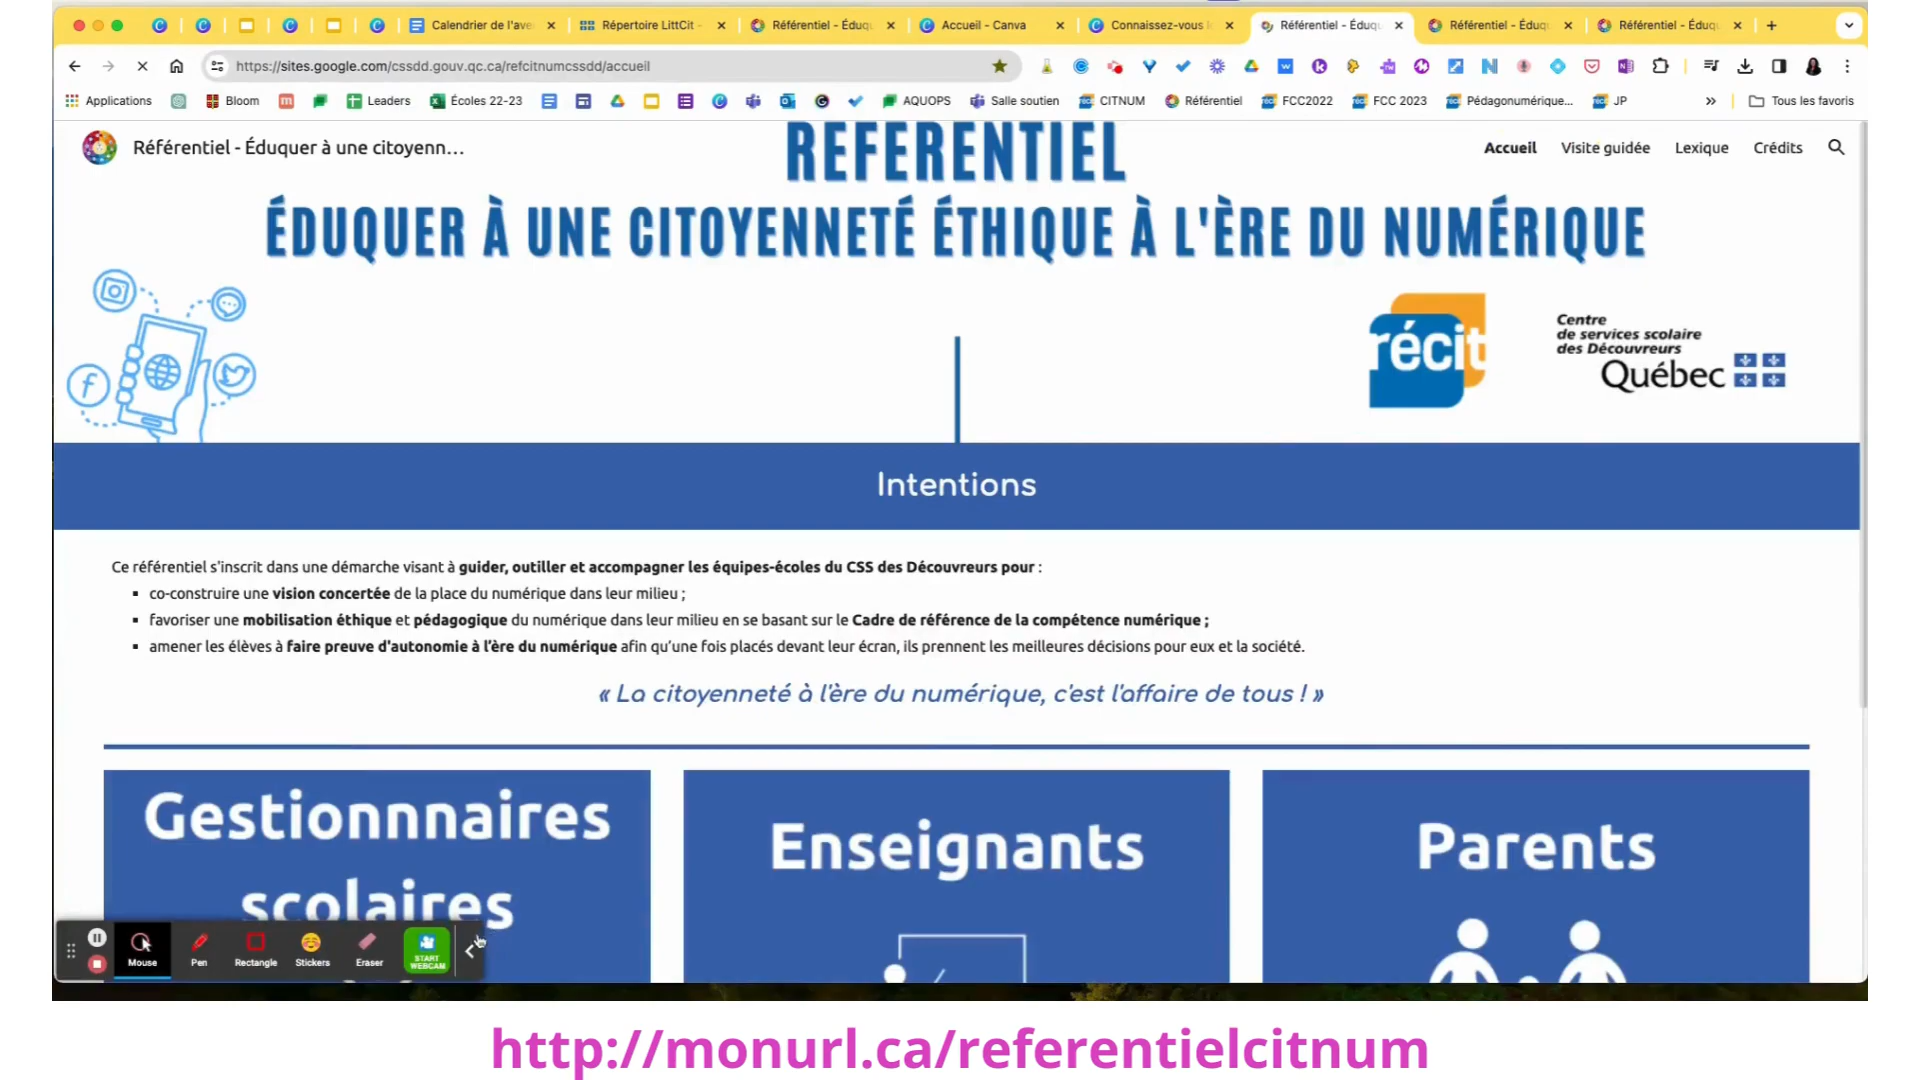 Calendrier de l'ave
Répertoire LittCit -
Référentiel - Éduqu
Accueil - Canva
Connaissez-vous l
Référentiel - Éduqu
Référentiel - Éduqu
Référentiel - Éduqu
https://sites.google.com/cssdd.gouv.qc.ca/refcitnumcssdd/accueil
Applications
Bloom
Leaders
Écoles 22-23
AQUOPS
Salle soutien
CITNUM
Référentiel
FCC2022
FCC 2023
Pédagonumérique...
JP
Tous les favoris
Référentiel - Éduquer à une citoyenn...
Accueil
Visite guidée
Lexique
Crédits
REFERENTIEL
ÉDUQUER À UNE CITOYENNETÉ ÉTHIQUE À L'ÈRE DU NUMÉRIQUE
récit
Centre
de services scolaire
des Découvreurs
Québec
Intentions
Ce référentiel s'inscrit dans une démarche visant à guider, outiller et accompagner les équipes-écoles du CSS des Découvreurs pour :
▪ co-construire une vision concertée de la place du numérique dans leur milieu ;
▪ favoriser une mobilisation éthique et pédagogique du numérique dans leur milieu en se basant sur le Cadre de référence de la compétence numérique ;
▪ amener les élèves à faire preuve d'autonomie à l'ère du numérique afin qu'une fois placés devant leur écran, ils prennent les meilleures décisions pour eux et la société.
« La citoyenneté à l'ère du numérique, c'est l'affaire de tous ! »
Gestionnnaires
scolaires
Enseignants
Parents
Mouse
Pen
Rectangle
Stickers
Eraser
START
WEBCAM
http://monurl.ca/referentielcitnum